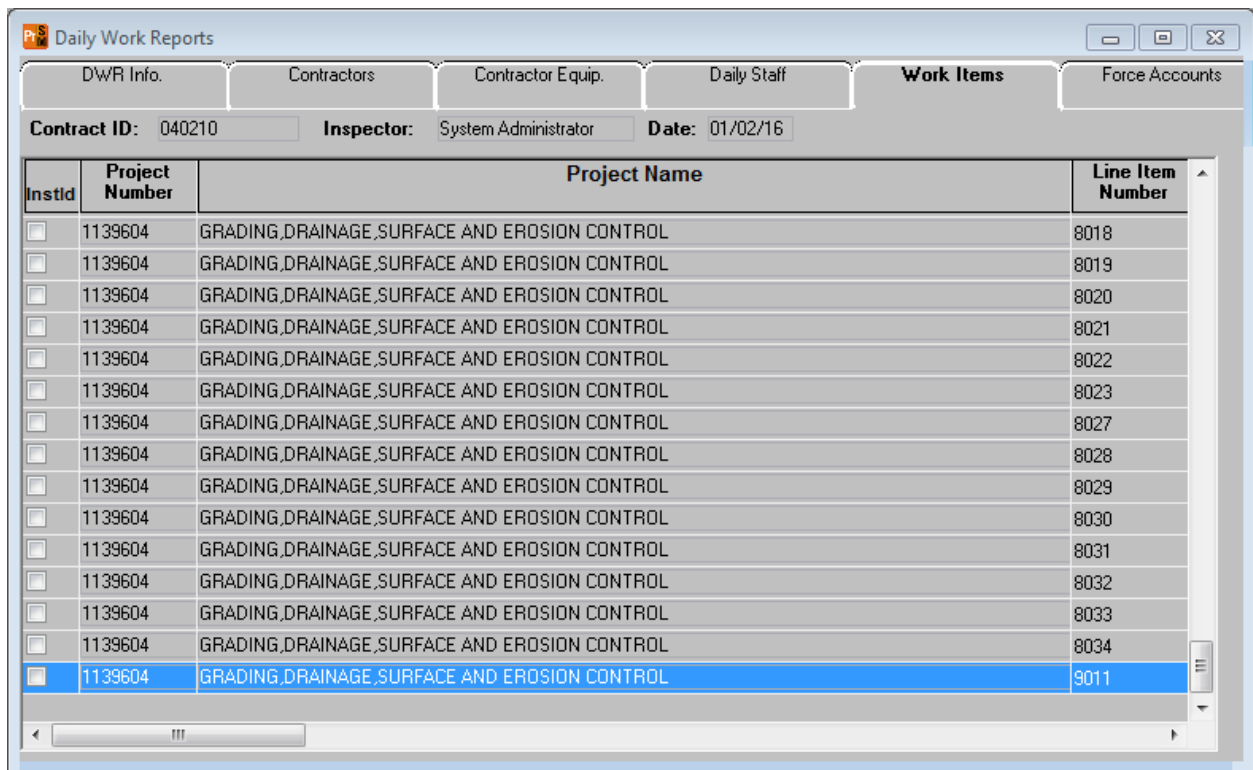 Daily Work Reports
DWR Info. Contractors Contractor Equip. Daily Staff Work Items Force Accounts
Contract ID: 040210 Inspector: System Administrator Date: 01/02/16
InstId Project Number Project Name Line Item Number
1139604 GRADING,DRAINAGE,SURFACE AND EROSION CONTROL 8018
1139604 GRADING,DRAINAGE,SURFACE AND EROSION CONTROL 8019
1139604 GRADING,DRAINAGE,SURFACE AND EROSION CONTROL 8020
1139604 GRADING,DRAINAGE,SURFACE AND EROSION CONTROL 8021
1139604 GRADING,DRAINAGE,SURFACE AND EROSION CONTROL 8022
1139604 GRADING,DRAINAGE,SURFACE AND EROSION CONTROL 8023
1139604 GRADING,DRAINAGE,SURFACE AND EROSION CONTROL 8027
1139604 GRADING,DRAINAGE,SURFACE AND EROSION CONTROL 8028
1139604 GRADING,DRAINAGE,SURFACE AND EROSION CONTROL 8029
1139604 GRADING,DRAINAGE,SURFACE AND EROSION CONTROL 8030
1139604 GRADING,DRAINAGE,SURFACE AND EROSION CONTROL 8031
1139604 GRADING,DRAINAGE,SURFACE AND EROSION CONTROL 8032
1139604 GRADING,DRAINAGE,SURFACE AND EROSION CONTROL 8033
1139604 GRADING,DRAINAGE,SURFACE AND EROSION CONTROL 8034
1139604 GRADING,DRAINAGE,SURFACE AND EROSION CONTROL 9011